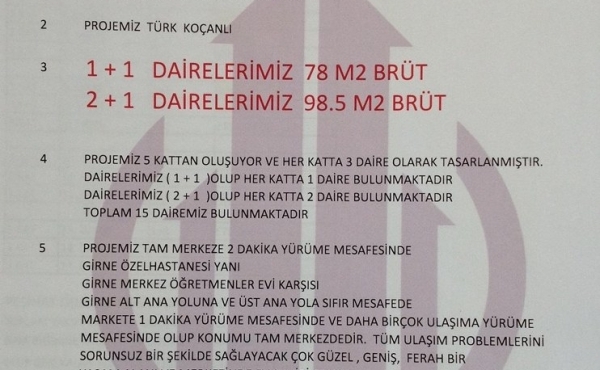 2 PROJEMİZ TÜRK KOÇANLI
3 1 + 1 DAİRELERİMİZ 78 M2 BRÜT
2 + 1 DAİRELERİMİZ 98.5 M2 BRÜT
4 PROJEMİZ 5 KATTAN OLUŞUYOR VE HER KATTA 3 DAİRE OLARAK TASARLANMIŞTIR.
DAİRELERİMİZ ( 1 + 1 )OLUP HER KATTA 1 DAİRE BULUNMAKTADIR
DAİRELERİMİZ ( 2 + 1 )OLUP HER KATTA 2 DAİRE BULUNMAKTADIR
TOPLAM 15 DAİREMİZ BULUNMAKTADIR
5 PROJEMİZ TAM MERKEZE 2 DAKİKA YÜRÜME MESAFESİNDE
GİRNE ÖZELHASTANESİ YANI
GİRNE MERKEZ ÖĞRETMENLER EVİ KARŞISI
GİRNE ALT ANA YOLUNA VE ÜST ANA YOLA SIFIR MESAFEDE
MARKETE 1 DAKİKA YÜRÜME MESAFESİNDE VE DAHA BİRÇOK ULAŞIMA YÜRÜME
MESAFESİNDE OLUP KONUMU TAM MERKEZDEDİR. TÜM ULAŞIM PROBLEMLERİNİ
SORUNSUZ BİR ŞEKİLDE SAĞLAYACAK ÇOK GÜZEL , GENİŞ, FERAH BİR